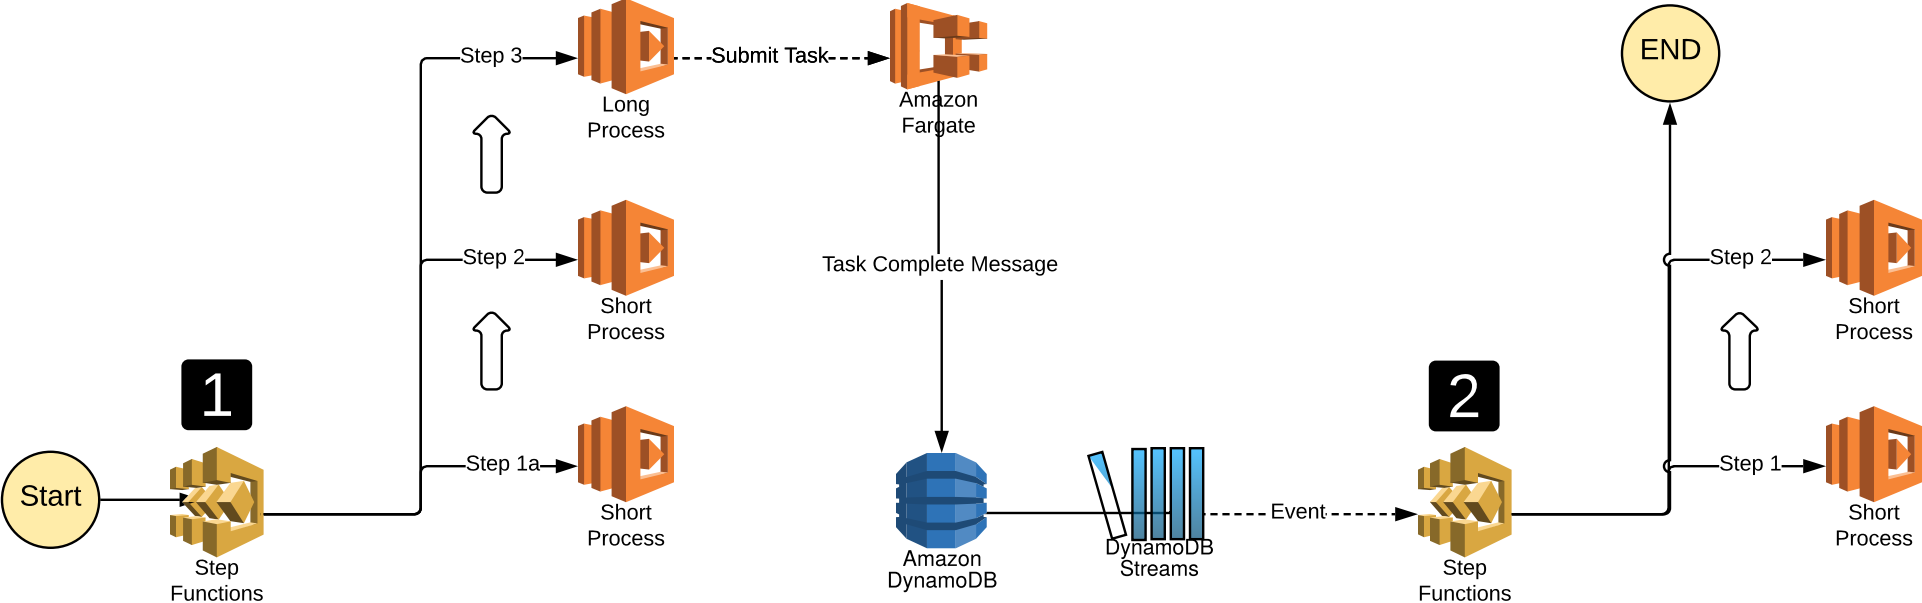 Start
1
Step
Functions
Step 3
Long
Process
Step 2
Short
Process
Step 1a
Short
Process
Submit Task
Amazon
Fargate
Task Complete Message
Amazon
DynamoDB
DynamoDB
Streams
Event
2
Step
Functions
END
Step 2
Short
Process
Step 1
Short
Process